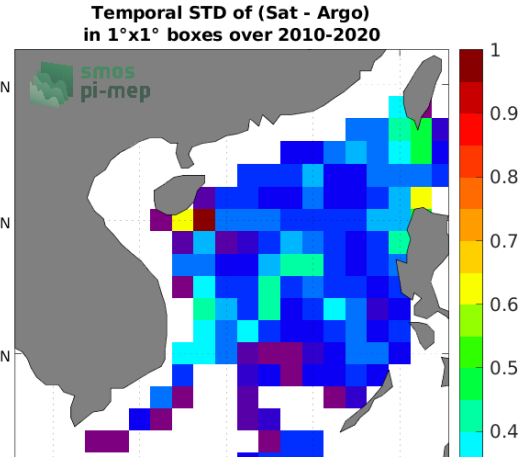 Temporal STD of (Sat - Argo)
in 1°x1° boxes over 2010-2020
smos
pi-mep
N
N
N
1
0.9
0.8
0.7
0.6
0.5
0.4